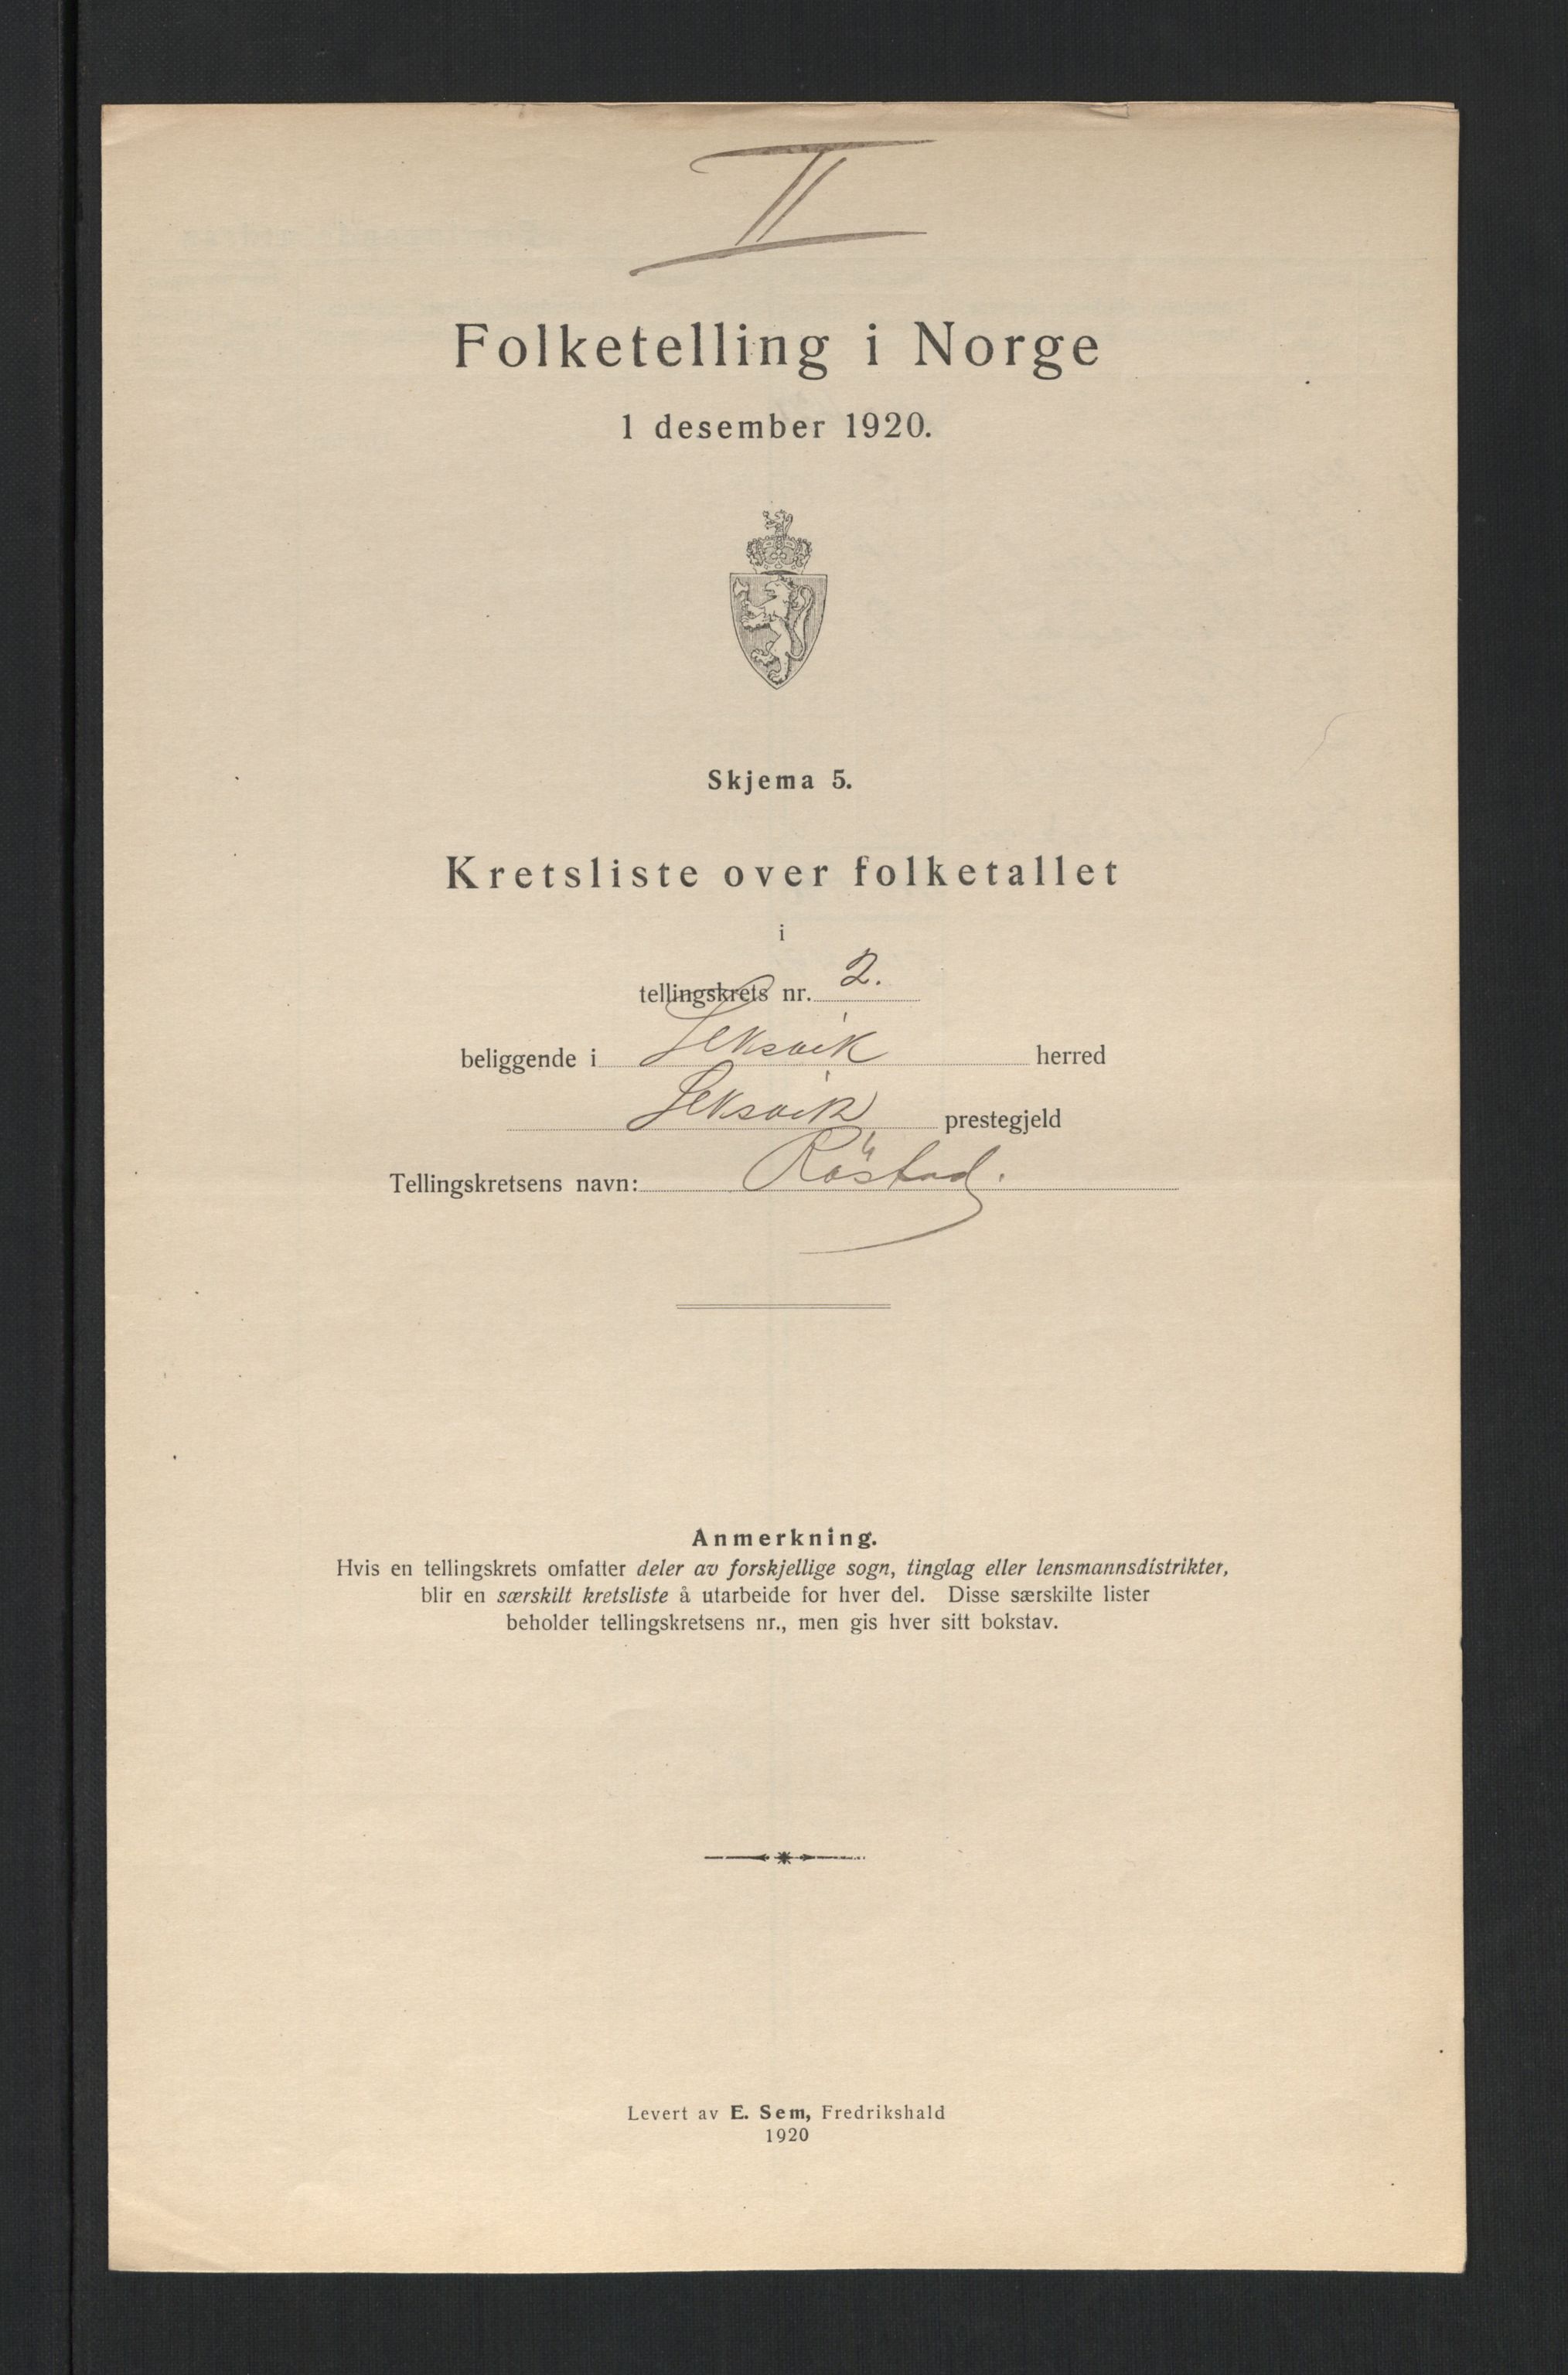 II
Folketelling i Norge
1 desember 1920.
Skjema 5.
Kretsliste over folketallet
i
tellingskrets nr. 2.
beliggende i Leksvik herred
Leksvik prestegjeld
Tellingskretsens navn: Röstad.
Anmerkning.
Hvis en tellingskrets omfatter deler av forskjellige sogn, tinglag eller lensmannsdistrikter,
blir en særskilt kretsliste å utarbeide for hver del. Disse særskilte lister
beholder tellingskretsens nr., men gis hver sitt bokstav.
Levert av E. Sem, Fredrikshald
1920